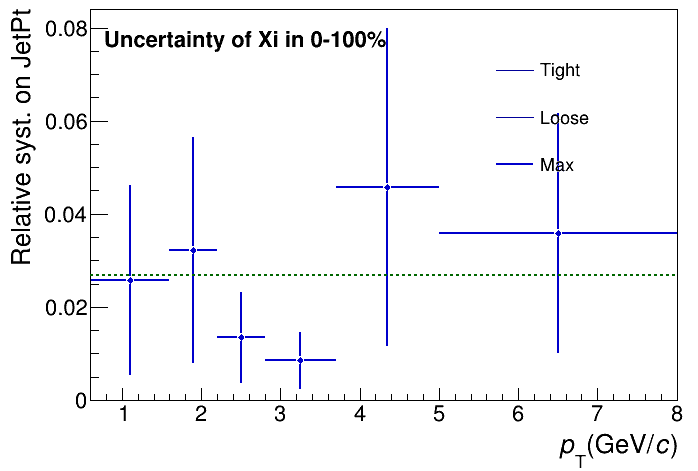 Uncertainty of Xi in 0-100%
Relative syst. on JetPt
0.08
0.06
0.04
0.02
0
Tight
Loose
Max
1 2 3 4 5 6 7 8
p_T(GeV/c)